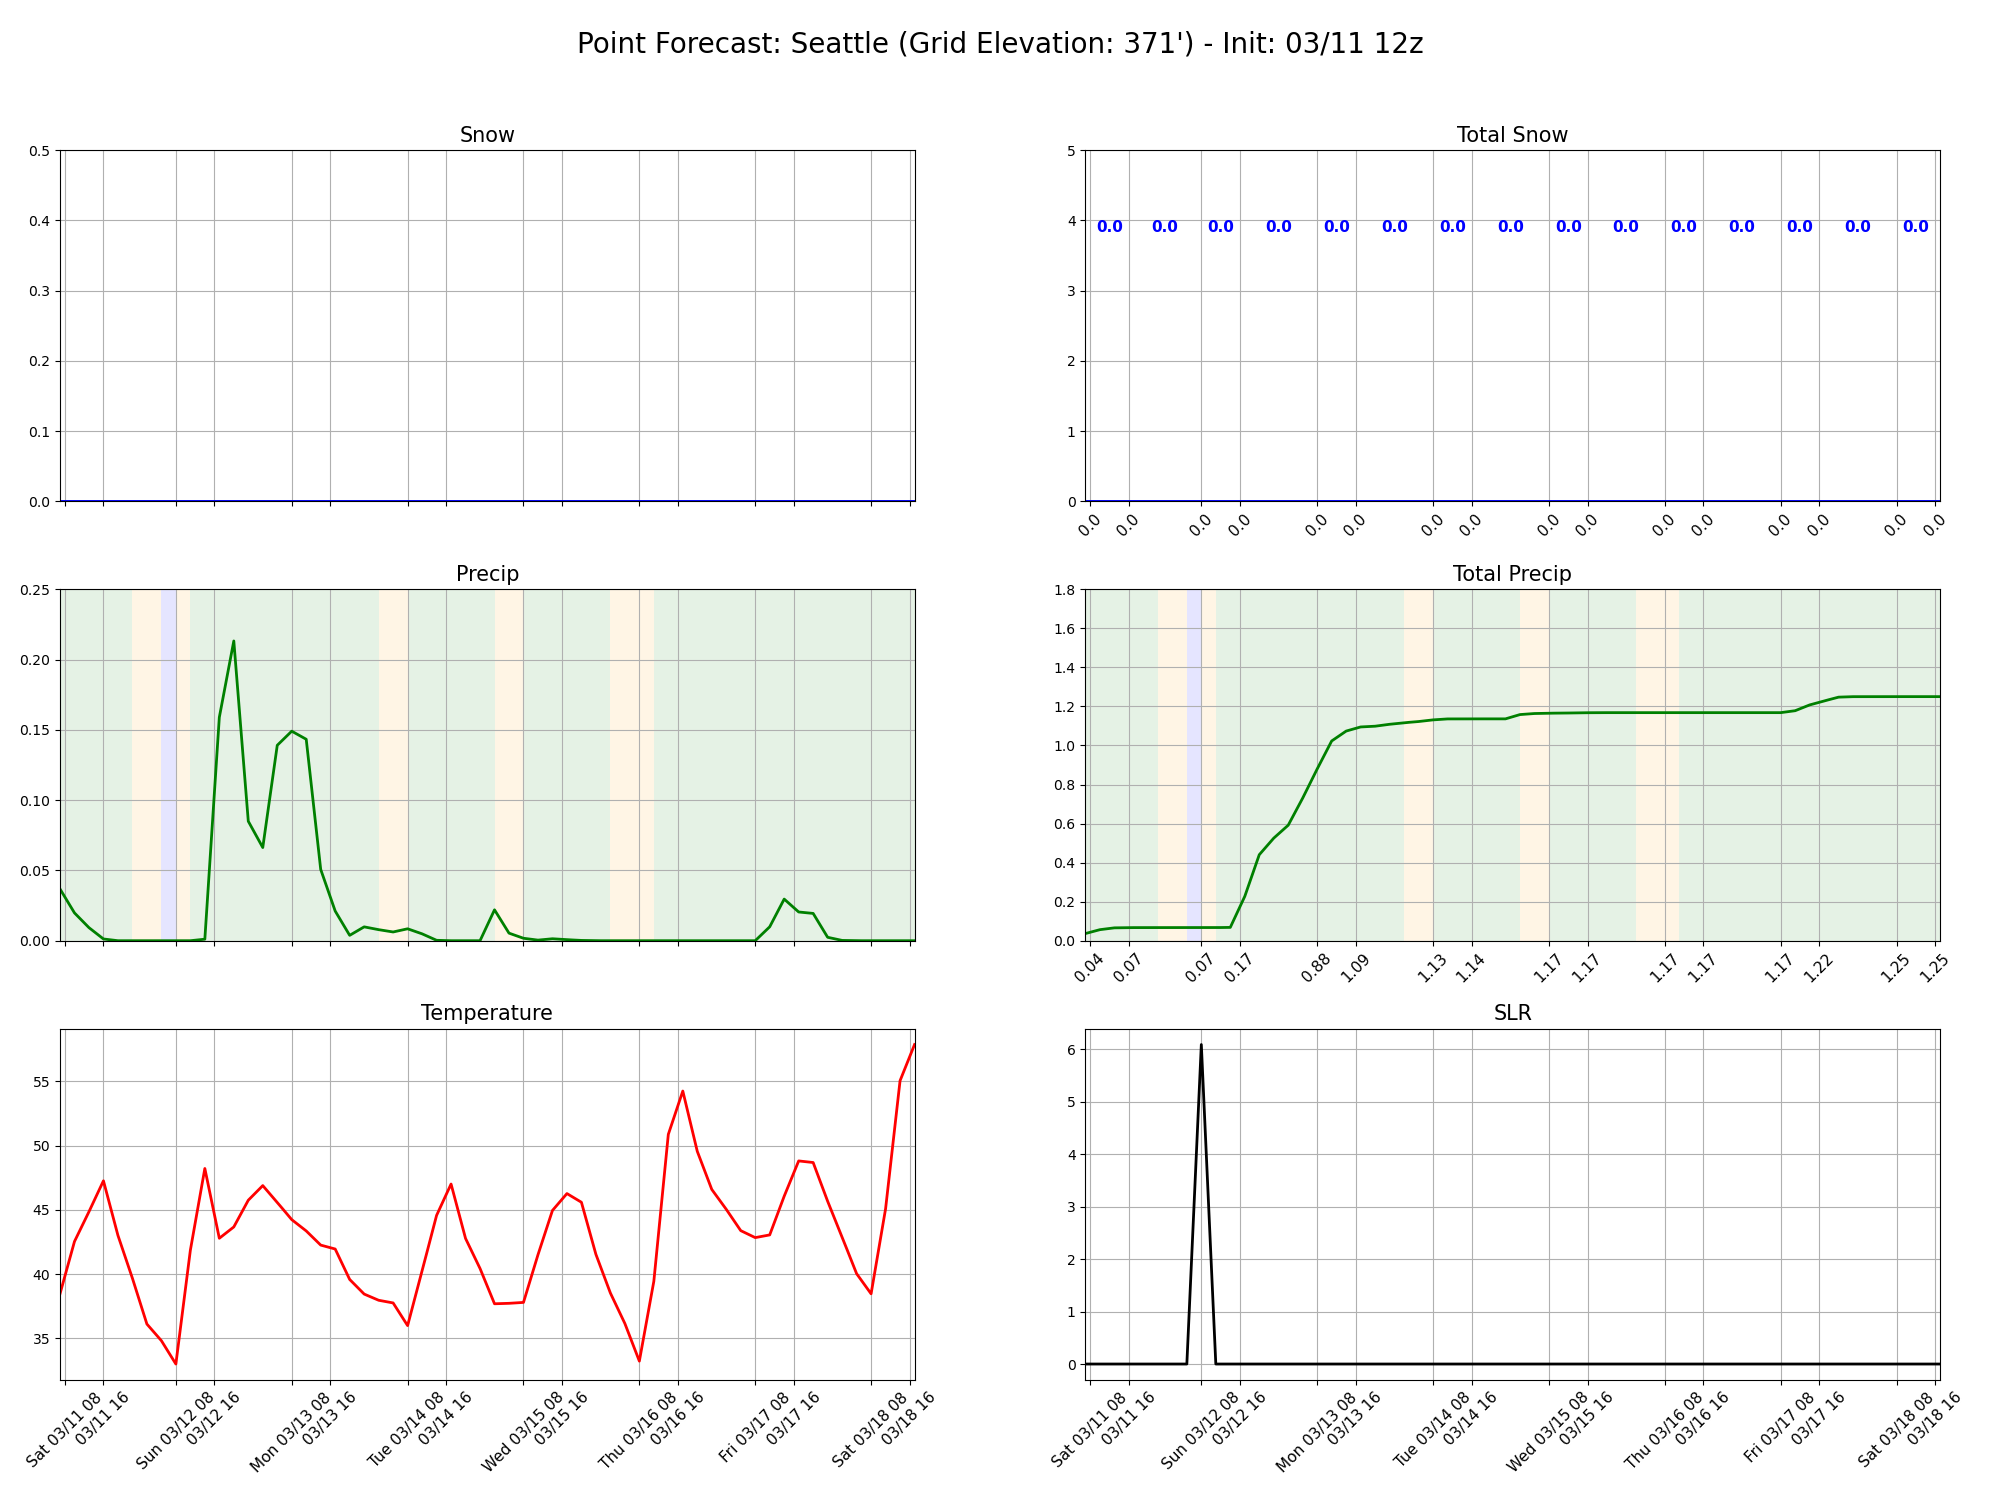 Point Forecast: Seattle (Grid Elevation: 371') - Init: 03/11 12z
Snow
0.5
0.4
0.3
0.2
0.1
0.0
Total Snow
5
4
3
2
1
0
0.0 0.0 0.0 0.0 0.0 0.0 0.0 0.0 0.0 0.0 0.0 0.0 0.0 0.0 0.0
0.0 0.0 0.0 0.0 0.0 0.0 0.0 0.0 0.0 0.0 0.0 0.0 0.0 0.0 0.0 0.0
Precip
0.25
0.20
0.15
0.10
0.05
0.00
Total Precip
1.8
1.6
1.4
1.2
1.0
0.8
0.6
0.4
0.2
0.0
0.04 0.07 0.07 0.17 0.88 1.09 1.13 1.14 1.17 1.17 1.17 1.17 1.17 1.22 1.25 1.25
Temperature
55
50
45
40
35
Sat 03/11 08
03/11 16
Sun 03/12 08
03/12 16
Mon 03/13 08
03/13 16
Tue 03/14 08
03/14 16
Wed 03/15 08
03/15 16
Thu 03/16 08
03/16 16
Fri 03/17 08
03/17 16
Sat 03/18 08
03/18 16
SLR
6
5
4
3
2
1
0
Sat 03/11 08
03/11 16
Sun 03/12 08
03/12 16
Mon 03/13 08
03/13 16
Tue 03/14 08
03/14 16
Wed 03/15 08
03/15 16
Thu 03/16 08
03/16 16
Fri 03/17 08
03/17 16
Sat 03/18 08
03/18 16